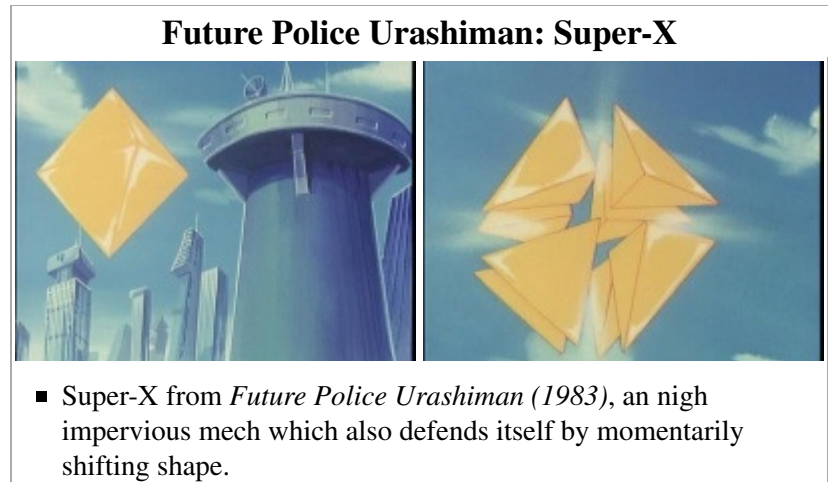 Future Police Urashiman: Super-X
▪ Super-X from Future Police Urashiman (1983), an nigh
impervious mech which also defends itself by momentarily
shifting shape.